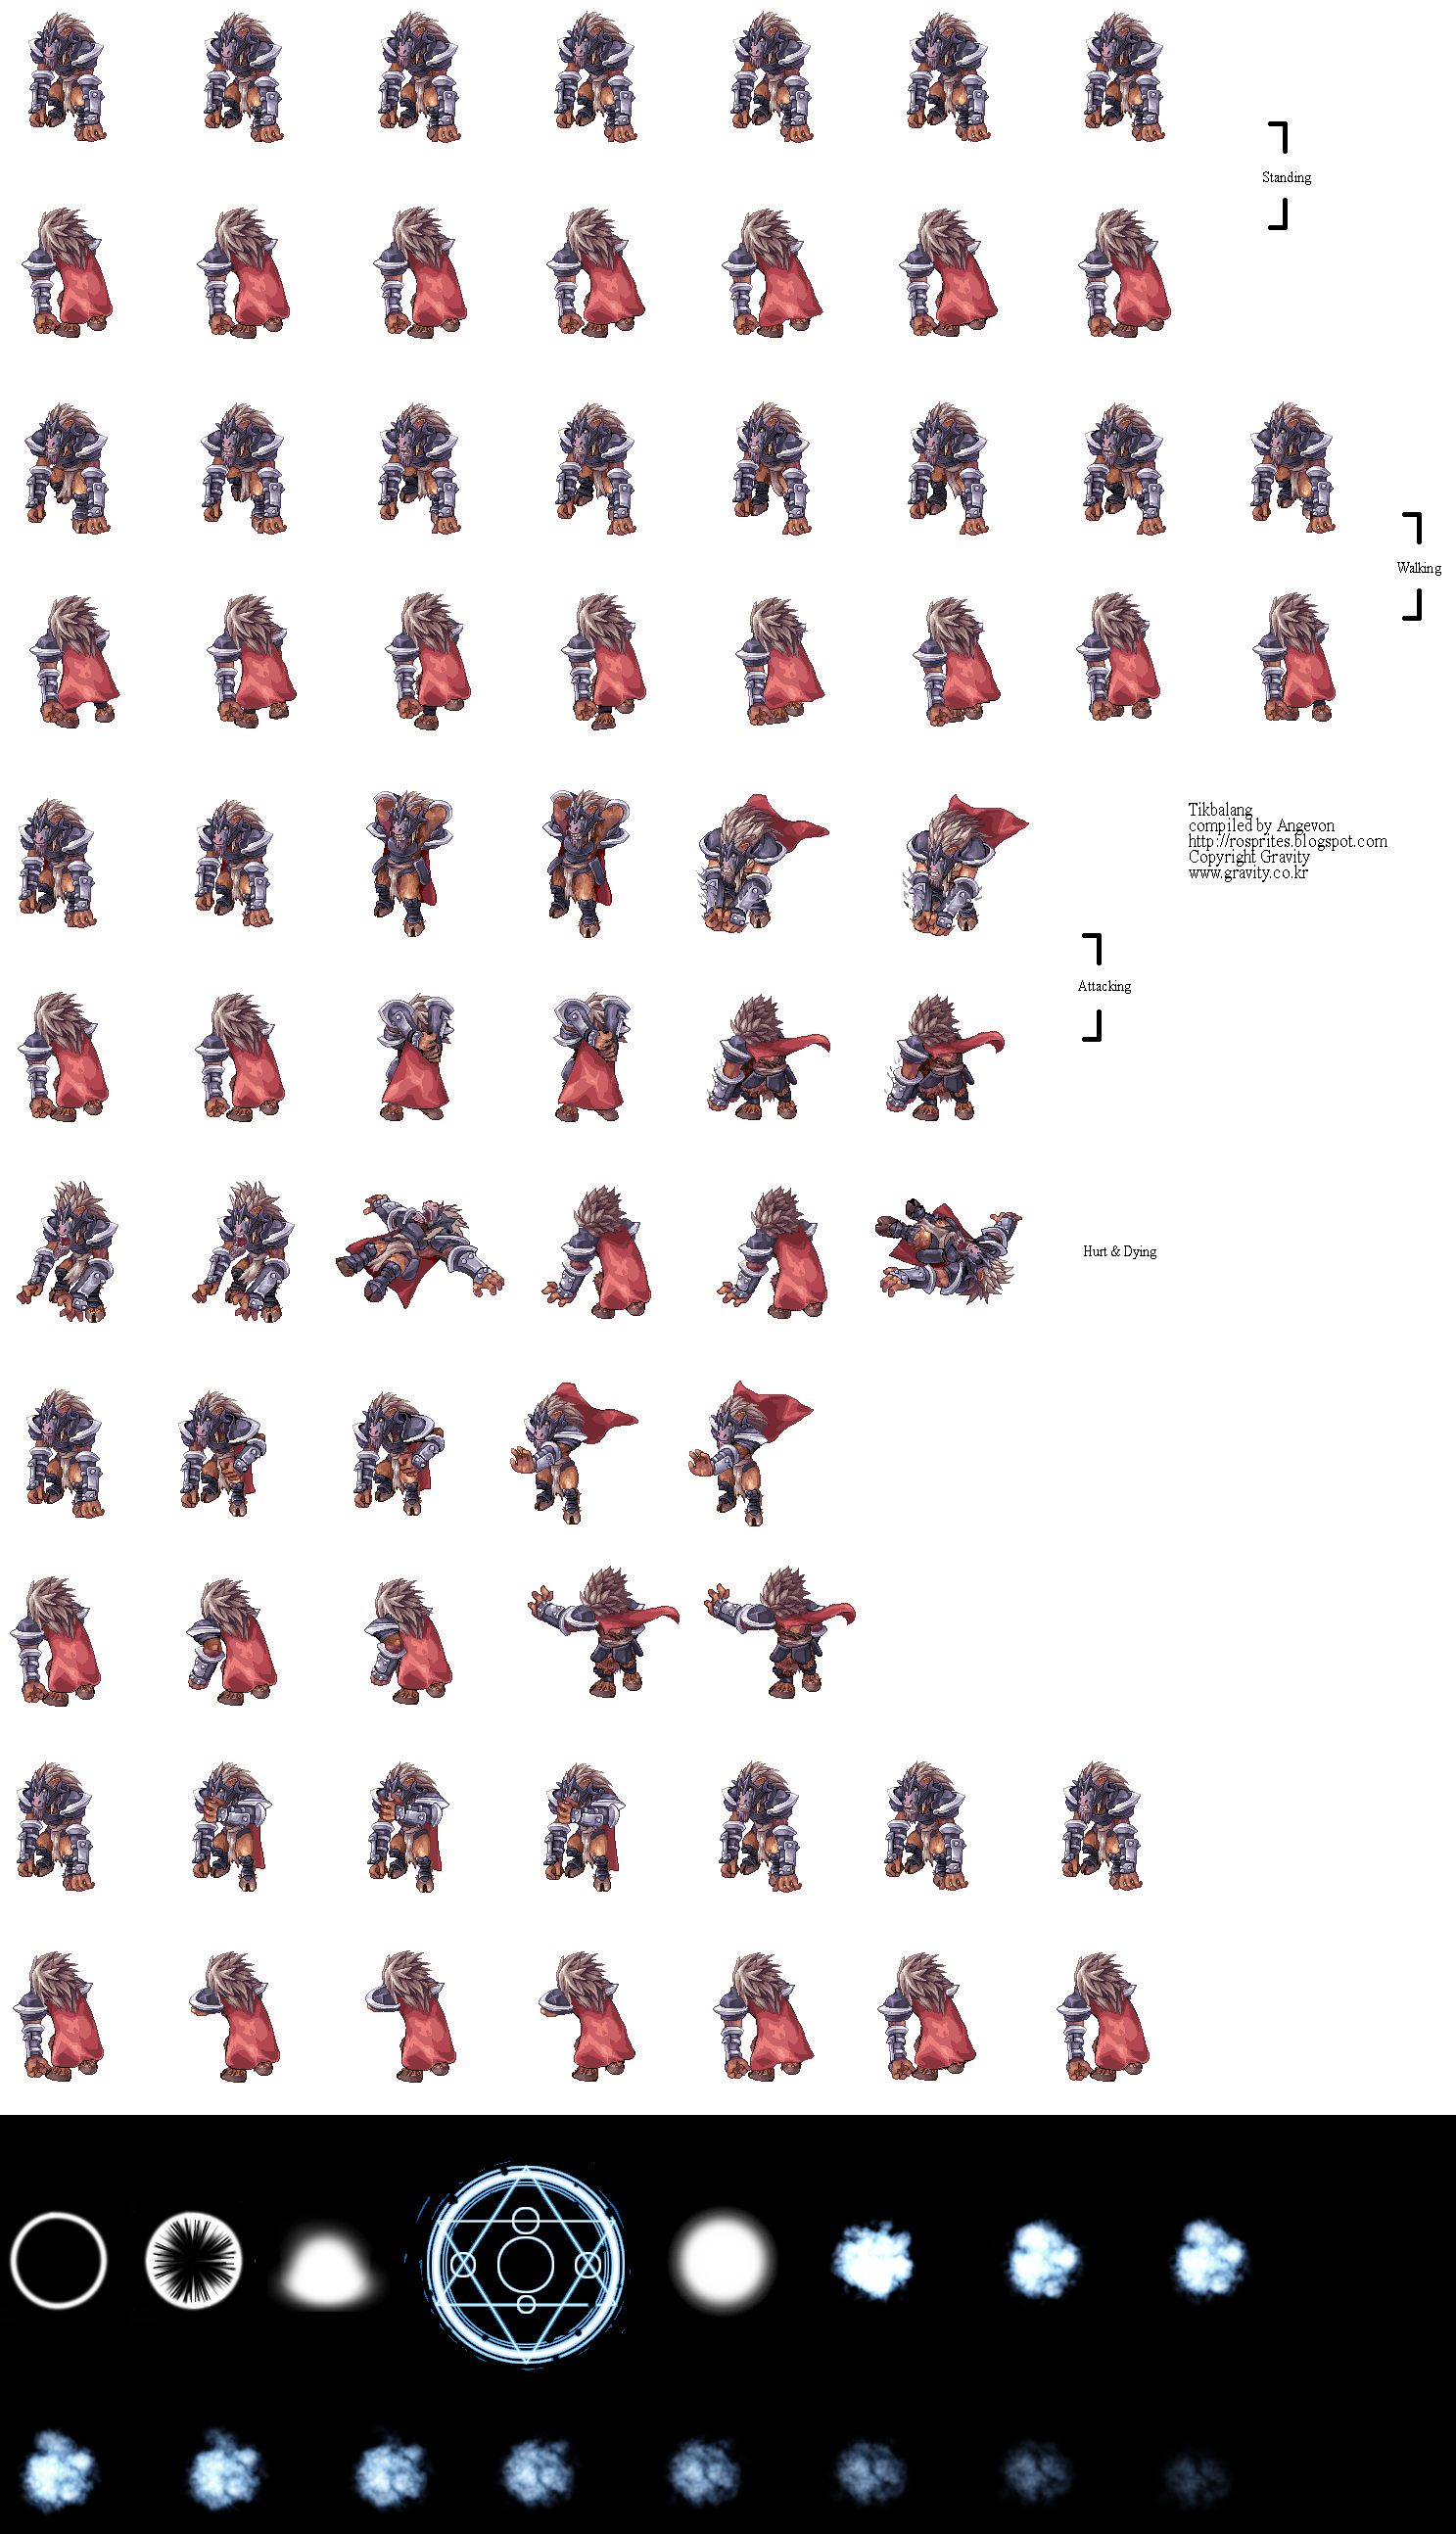 Standing
Walking
Tikbalang
compiled by Angevon
http://rosprites.blogspot.com
Copyright Gravity
www.gravity.co.kr
Attacking
Hurt & Dying